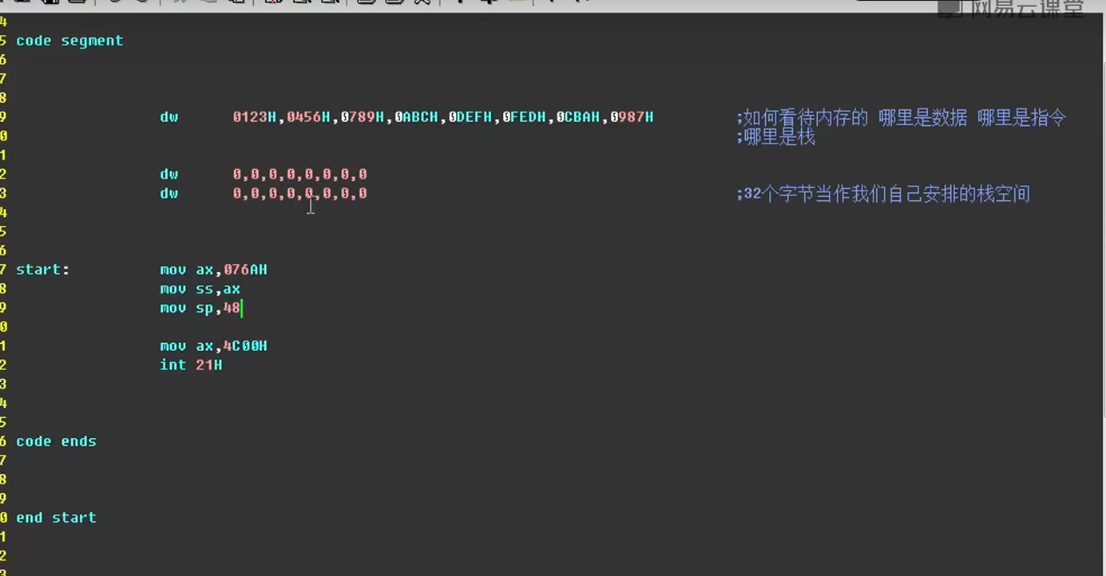 网易云课堂
4
5 code segment
6
7
8
9 dw 0123H,0456H,0789H,0ABCH,0DEFH,0FEDH,0CBAH,0987H ;如何看待内存的 哪里是数据 哪里是指令
0 ;哪里是栈
1
2 dw 0,0,0,0,0,0,0,0
3 dw 0,0,0,0,0,0,0,0 ;32个字节当作我们自己安排的栈空间
4
5
6
7 start: mov ax,076AH
8 mov ss,ax
9 mov sp,48
0
1 mov ax,4C00H
2 int 21H
3
4
5
6 code ends
7
8
9
0 end start
1
2
3